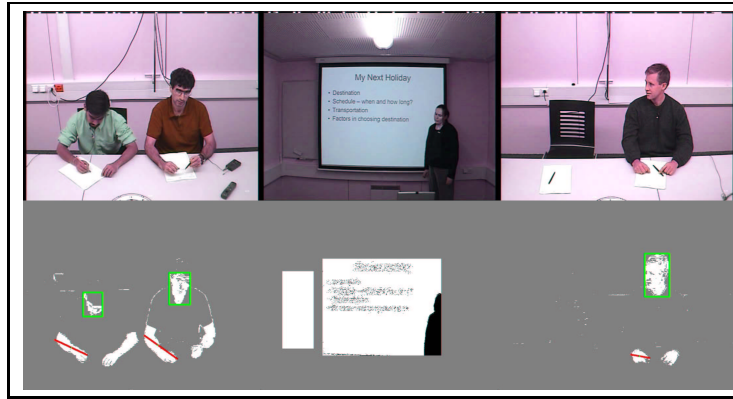 My Next Holiday
• Destination
• Schedule – when and how long?
• Transportation
• Factors in choosing destination